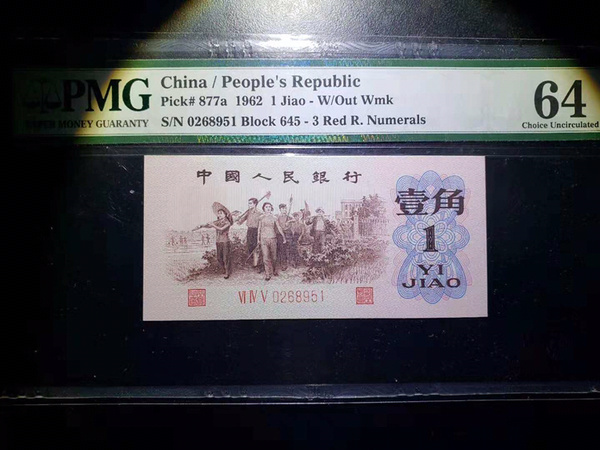 PMG
PAPER MONEY GUARANTY
China / People's Republic
Pick# 877a 1962 1 Jiao - W/Out Wmk
S/N 0268951 Block 645 - 3 Red R. Numerals
64
Choice Uncirculated
中國人民銀行
壹角
1
YI
JIAO
VI IV V 0268951